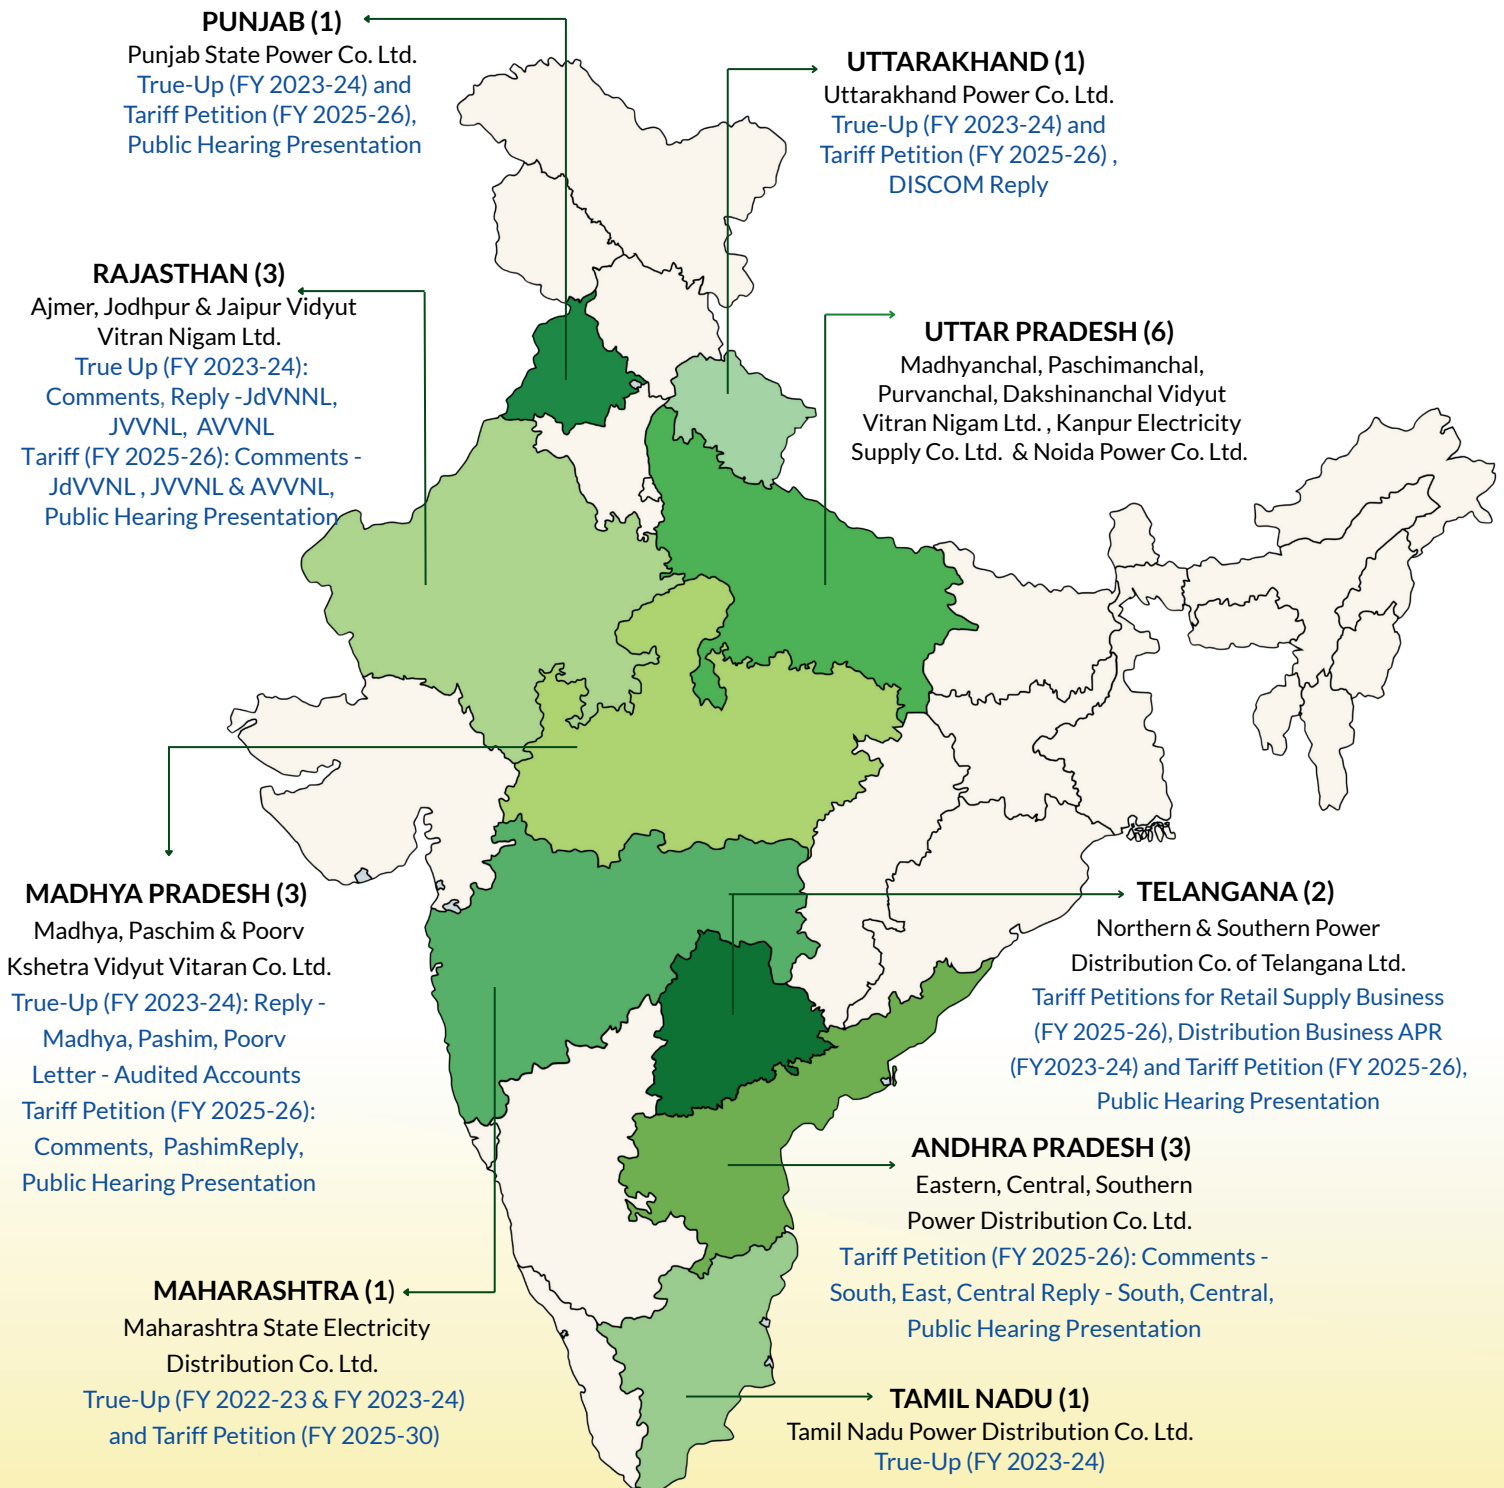 PUNJAB (1)
Punjab State Power Co. Ltd.
True-Up (FY 2023-24) and
Tariff Petition (FY 2025-26),
Public Hearing Presentation
UTTARAKHAND (1)
Uttarakhand Power Co. Ltd.
True-Up (FY 2023-24) and
Tariff Petition (FY 2025-26) ,
DISCOM Reply
RAJASTHAN (3)
Ajmer, Jodhpur & Jaipur Vidyut
Vitran Nigam Ltd.
True Up (FY 2023-24):
Comments, Reply -JdVNNL,
JVVNL, AVVNL
Tariff (FY 2025-26): Comments -
JdVVNL , JVVNL & AVVNL,
Public Hearing Presentation
UTTAR PRADESH (6)
Madhyanchal, Paschimanchal,
Purvanchal, Dakshinanchal Vidyut
Vitran Nigam Ltd. , Kanpur Electricity
Supply Co. Ltd. & Noida Power Co. Ltd.
MADHYA PRADESH (3)
Madhya, Paschim & Poorv
Kshetra Vidyut Vitaran Co. Ltd.
True-Up (FY 2023-24): Reply -
Madhya, Pashim, Poorv
Letter - Audited Accounts
Tariff Petition (FY 2025-26):
Comments, PashimReply,
Public Hearing Presentation
TELANGANA (2)
Northern & Southern Power
Distribution Co. of Telangana Ltd.
Tariff Petitions for Retail Supply Business
(FY 2025-26), Distribution Business APR
(FY2023-24) and Tariff Petition (FY 2025-26),
Public Hearing Presentation
ANDHRA PRADESH (3)
Eastern, Central, Southern
Power Distribution Co. Ltd.
Tariff Petition (FY 2025-26): Comments -
South, East, Central Reply - South, Central,
Public Hearing Presentation
MAHARASHTRA (1)
Maharashtra State Electricity
Distribution Co. Ltd.
True-Up (FY 2022-23 & FY 2023-24)
and Tariff Petition (FY 2025-30)
TAMIL NADU (1)
Tamil Nadu Power Distribution Co. Ltd.
True-Up (FY 2023-24)